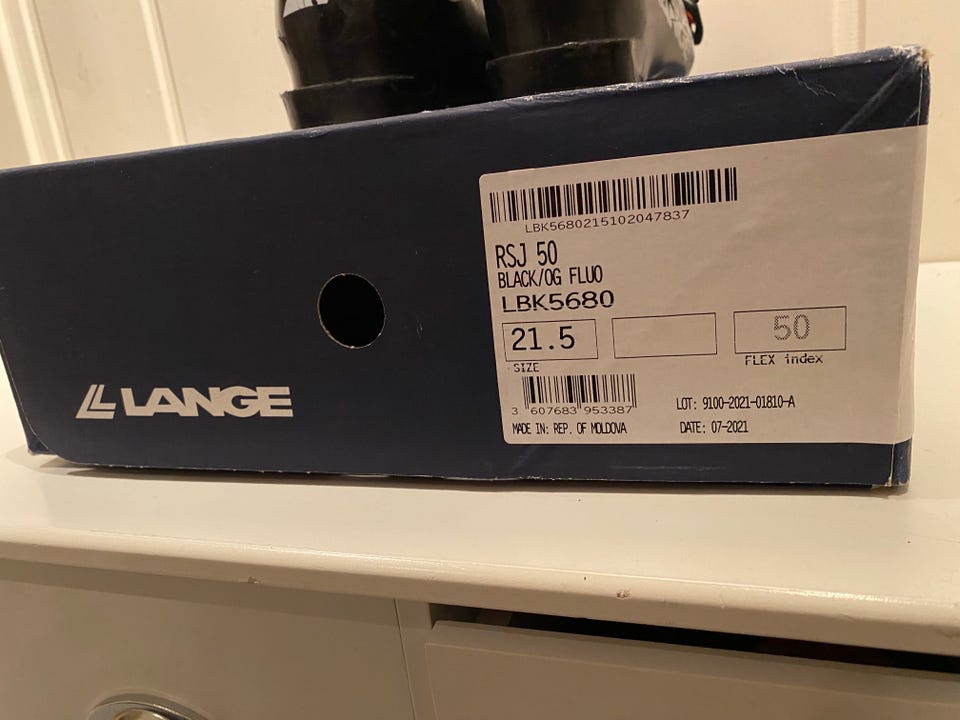 LANGE
LBK5680215102047837
RSJ 50
BLACK/OG FLUO
LBK5680
21.5
50
SIZE
FLEX index
3 607683 953387
LOT: 9100-2021-01810-A
MADE IN: REP. OF MOLDOVA
DATE: 07-2021